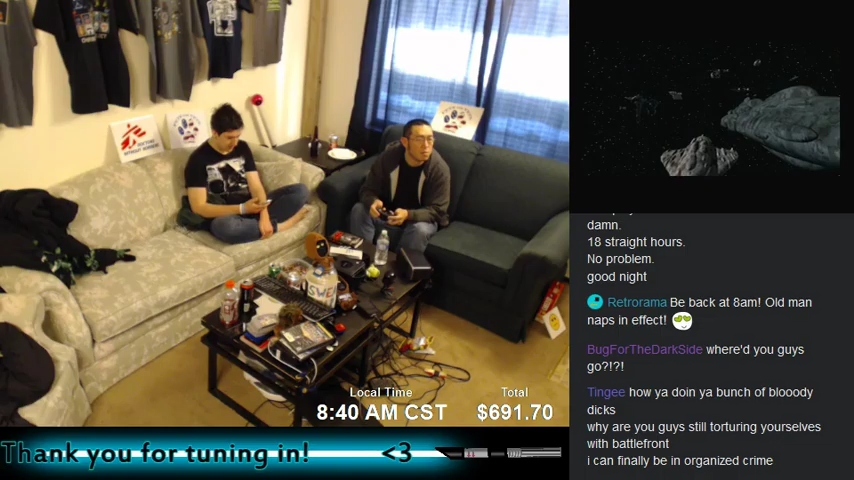 damn.
18 straight hours.
No problem.
good night
Retrorama Be back at 8am! Old man
naps in effect!
BugForTheDarkSide where'd you guys
go?!?!
Tingee how ya doin ya bunch of blooody
dicks
why are you guys still torturing yourselves
with battlefront
i can finally be in organized crime
Local Time
8:40 AM CST
Total
$691.70
Thank you for tuning in! <3